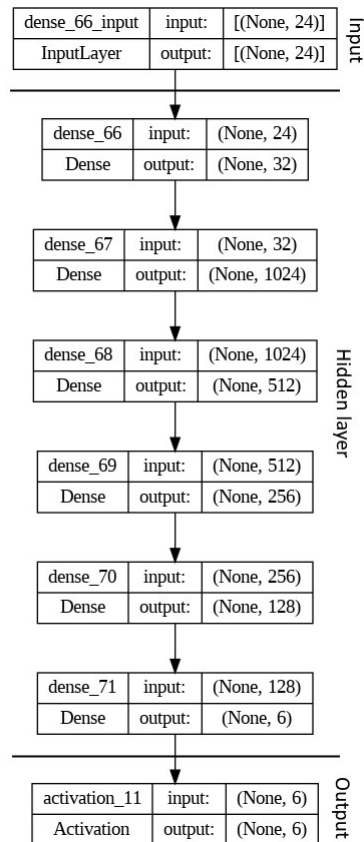 dense_66_input input: [(None, 24)]
InputLayer output: [(None, 24)]
Input
dense_66 input: (None, 24)
Dense output: (None, 32)
dense_67 input: (None, 32)
Dense output: (None, 1024)
dense_68 input: (None, 1024)
Dense output: (None, 512)
Hidden layer
dense_69 input: (None, 512)
Dense output: (None, 256)
dense_70 input: (None, 256)
Dense output: (None, 128)
dense_71 input: (None, 128)
Dense output: (None, 6)
activation_11 input: (None, 6)
Activation output: (None, 6)
Output